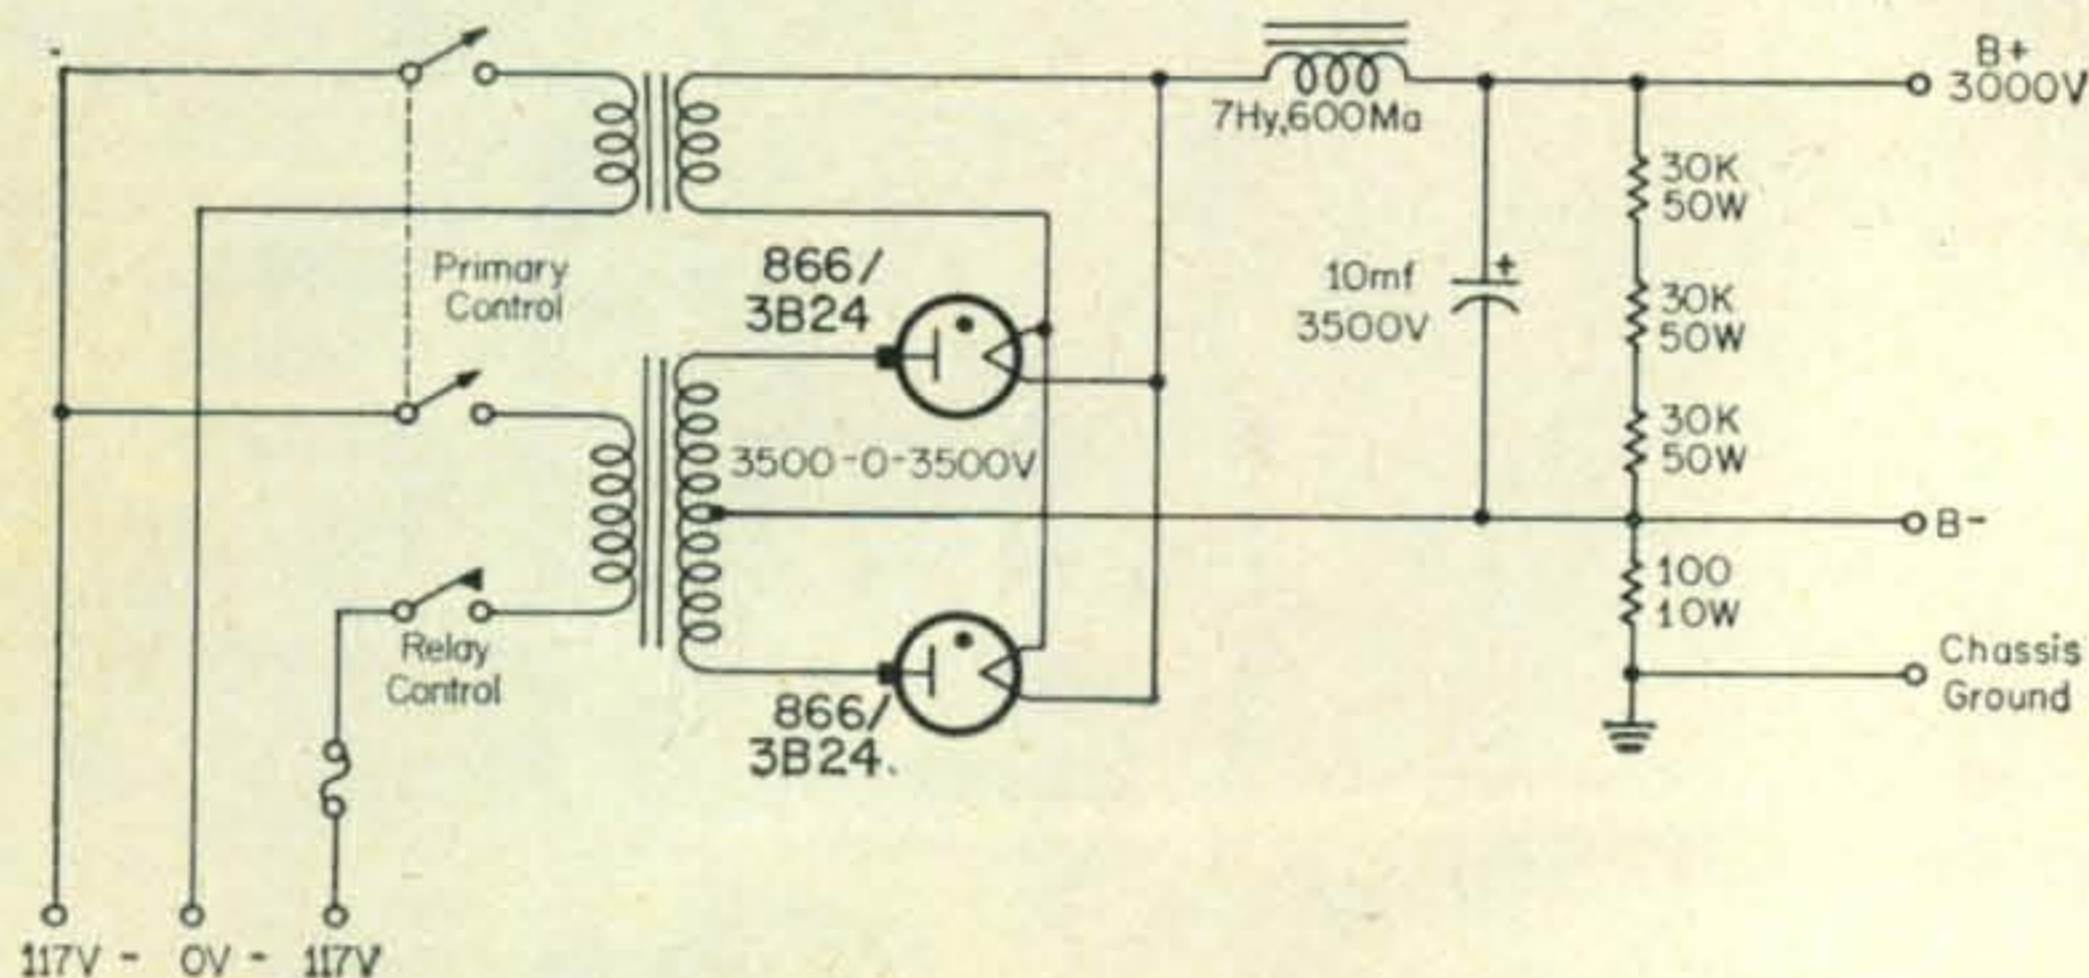 B+
3000V
7Hy,600Ma
30K
50W
Primary
Control
866/
3B24
10mf
3500V
30K
50W
3500-0-3500V
30K
50W
B-
100
10W
Relay
Control
866/
3B24.
Chassis
Ground
117V - 0V - 117V